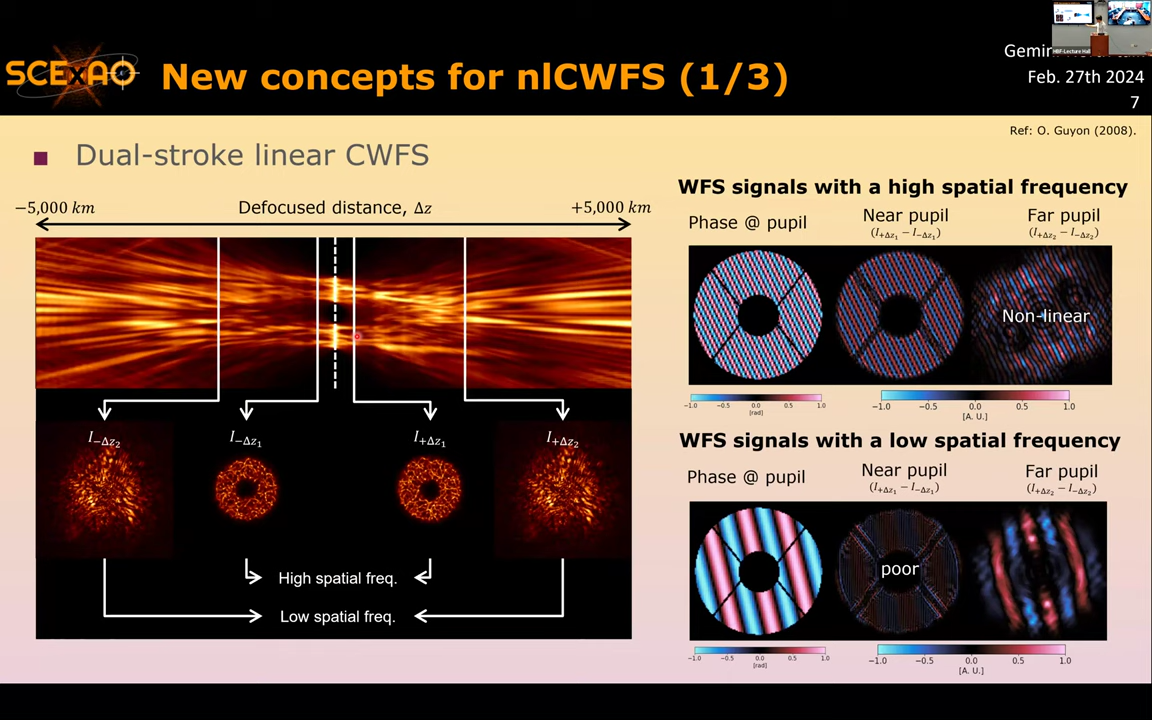 SCExAO
New concepts for nlCWFS (1/3)
HBF-Lecture Hall
Feb. 27th 2024
7
Ref: O. Guyon (2008).
Dual-stroke linear CWFS
−5,000 km
Defocused distance, Δz
+5,000 km
I−Δz2
I−Δz1
I+Δz1
I+Δz2
High spatial freq.
Low spatial freq.
WFS signals with a high spatial frequency
Phase @ pupil
Near pupil
(I+Δz1 − I−Δz1)
Far pupil
(I+Δz2 − I−Δz2)
Non-linear
−1.0 −0.5 0.0 0.5 1.0
[rad]
−1.0 −0.5 0.0 0.5 1.0
[A. U.]
WFS signals with a low spatial frequency
Phase @ pupil
Near pupil
(I+Δz1 − I−Δz1)
Far pupil
(I+Δz2 − I−Δz2)
poor
−1.0 −0.5 0.0 0.5 1.0
[rad]
−1.0 −0.5 0.0 0.5 1.0
[A. U.]